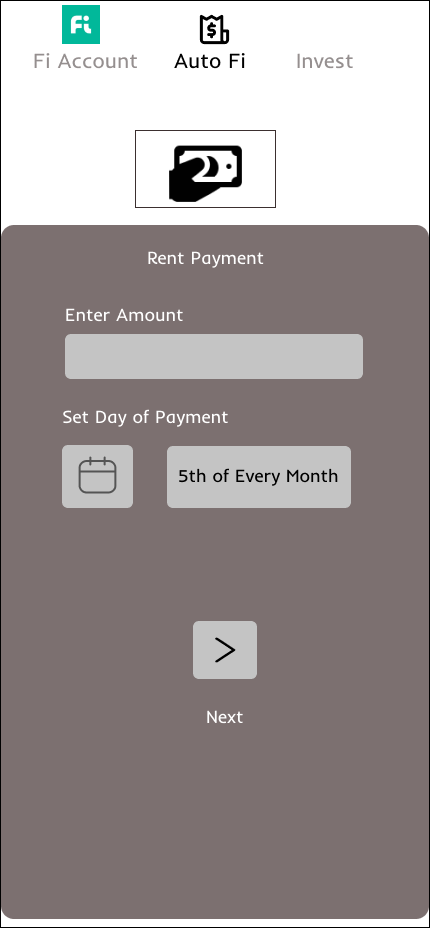 Fi
Fi Account
Auto Fi
Invest
Rent Payment
Enter Amount
Set Day of Payment
5th of Every Month
Next